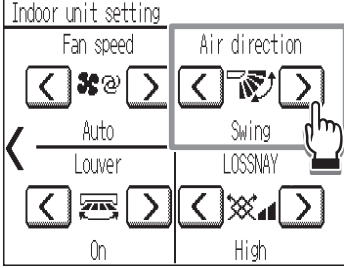 Indoor unit setting
Fan speed
Air direction
Auto
Swing
Louver
LOSSNAY
On
High